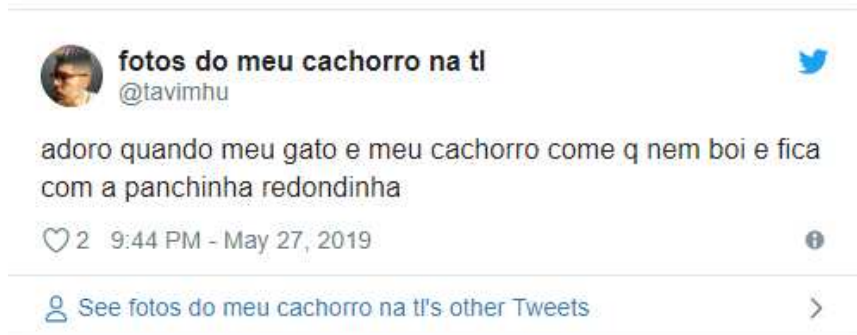 fotos do meu cachorro na tl
@tavimhu
adoro quando meu gato e meu cachorro come q nem boi e fica
com a panchinha redondinha
2 9:44 PM - May 27, 2019
See fotos do meu cachorro na tl's other Tweets